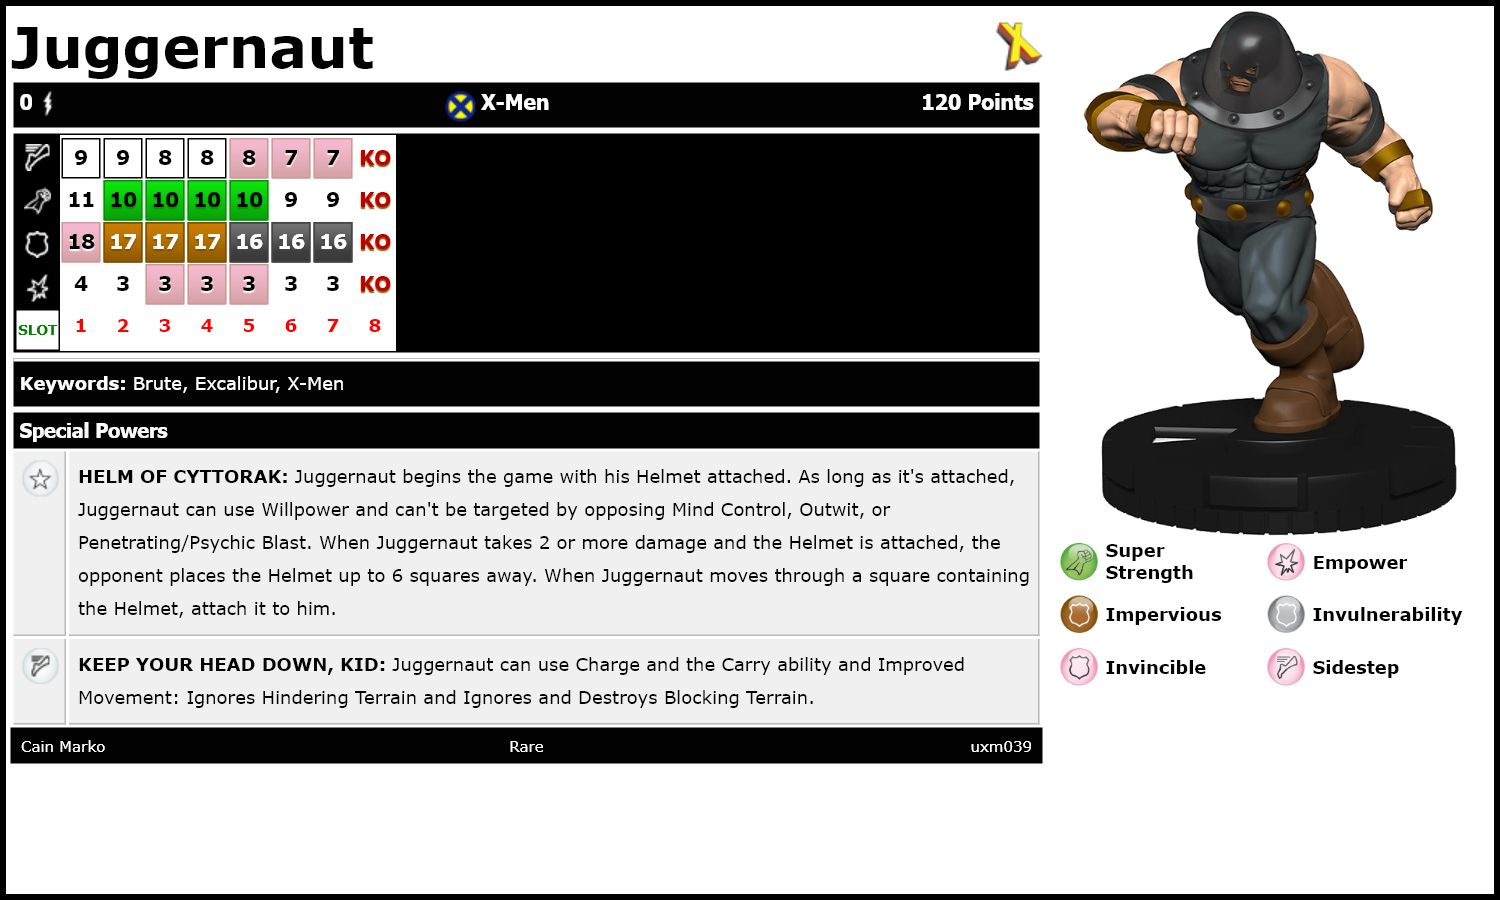 Juggernaut
0 X-Men 120 Points
9 9 8 8 8 7 7 KO
11 10 10 10 10 9 9 KO
18 17 17 17 16 16 16 KO
4 3 3 3 3 3 3 KO
SLOT 1 2 3 4 5 6 7 8
Keywords: Brute, Excalibur, X-Men
Special Powers
HELM OF CYTTORAK: Juggernaut begins the game with his Helmet attached. As long as it's attached,
Juggernaut can use Willpower and can't be targeted by opposing Mind Control, Outwit, or
Penetrating/Psychic Blast. When Juggernaut takes 2 or more damage and the Helmet is attached, the
opponent places the Helmet up to 6 squares away. When Juggernaut moves through a square containing
the Helmet, attach it to him.
KEEP YOUR HEAD DOWN, KID: Juggernaut can use Charge and the Carry ability and Improved
Movement: Ignores Hindering Terrain and Ignores and Destroys Blocking Terrain.
Cain Marko Rare uxm039
Super
Strength
Empower
Impervious
Invulnerability
Invincible
Sidestep